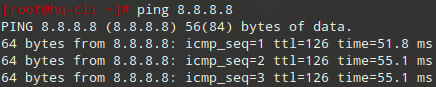 [root@hq-cli ~]# ping 8.8.8.8
PING 8.8.8.8 (8.8.8.8) 56(84) bytes of data.
64 bytes from 8.8.8.8: icmp_seq=1 ttl=126 time=51.8 ms
64 bytes from 8.8.8.8: icmp_seq=2 ttl=126 time=55.1 ms
64 bytes from 8.8.8.8: icmp_seq=3 ttl=126 time=55.1 ms